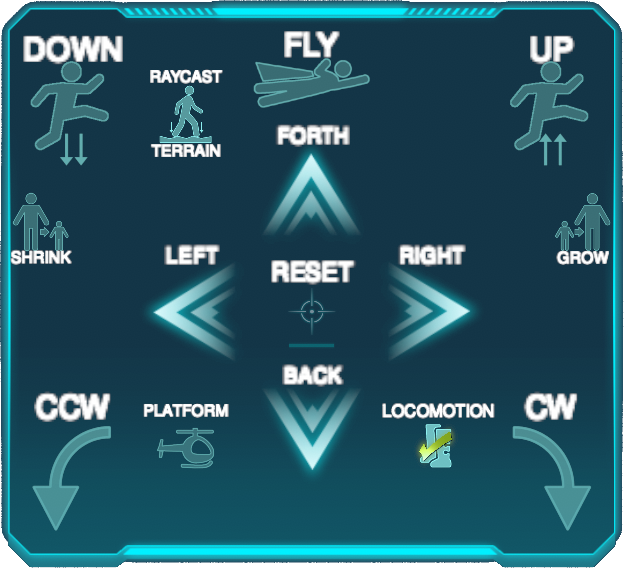 DOWN
FLY
UP
RAYCAST
TERRAIN
FORTH
SHRINK
LEFT
RESET
RIGHT
GROW
BACK
CCW
PLATFORM
LOCOMOTION
CW